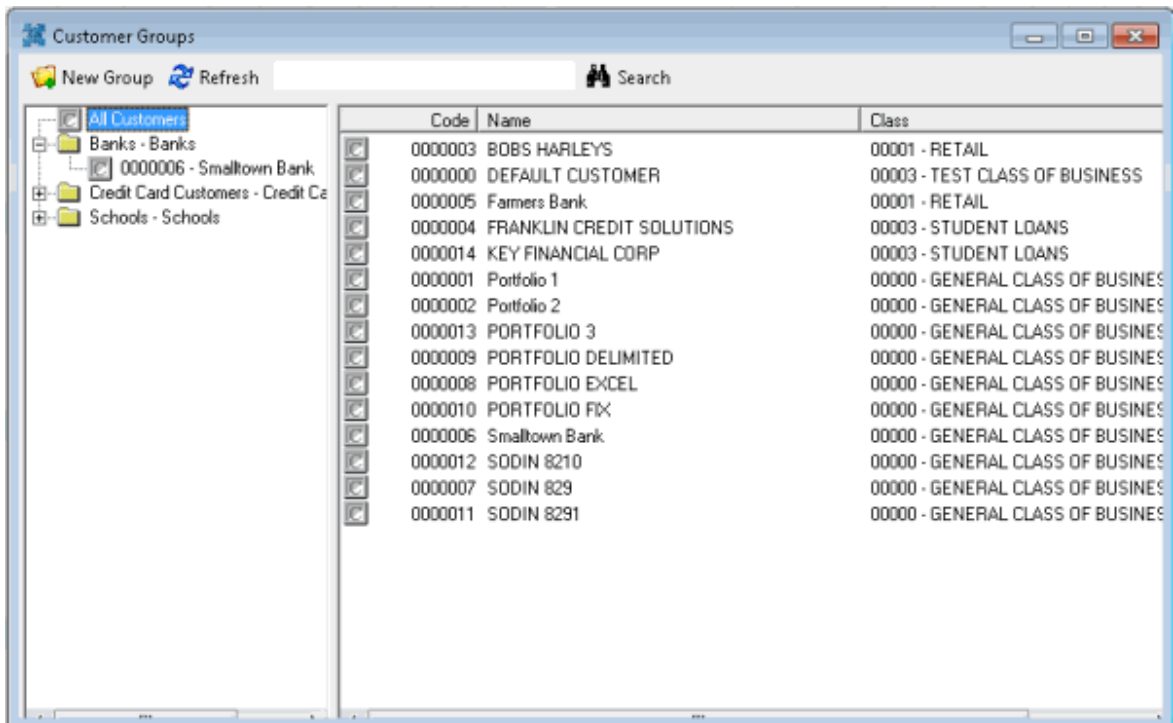 Customer Groups
New Group Refresh Search
All Customers
Banks - Banks
0000006 - Smalltown Bank
Credit Card Customers - Credit Ca
Schools - Schools
Code Name Class
0000003 BOBS HARLEYS 00001 - RETAIL
0000000 DEFAULT CUSTOMER 00003 - TEST CLASS OF BUSINESS
0000005 Farmers Bank 00001 - RETAIL
0000004 FRANKLIN CREDIT SOLUTIONS 00003 - STUDENT LOANS
0000014 KEY FINANCIAL CORP 00003 - STUDENT LOANS
0000001 Portfolio 1 00000 - GENERAL CLASS OF BUSINES
0000002 Portfolio 2 00000 - GENERAL CLASS OF BUSINES
0000013 PORTFOLIO 3 00000 - GENERAL CLASS OF BUSINES
0000009 PORTFOLIO DELIMITED 00000 - GENERAL CLASS OF BUSINES
0000008 PORTFOLIO EXCEL 00000 - GENERAL CLASS OF BUSINES
0000010 PORTFOLIO FIX 00000 - GENERAL CLASS OF BUSINES
0000006 Smalltown Bank 00000 - GENERAL CLASS OF BUSINES
0000012 SODIN 8210 00000 - GENERAL CLASS OF BUSINES
0000007 SODIN 829 00000 - GENERAL CLASS OF BUSINES
0000011 SODIN 8291 00000 - GENERAL CLASS OF BUSINES